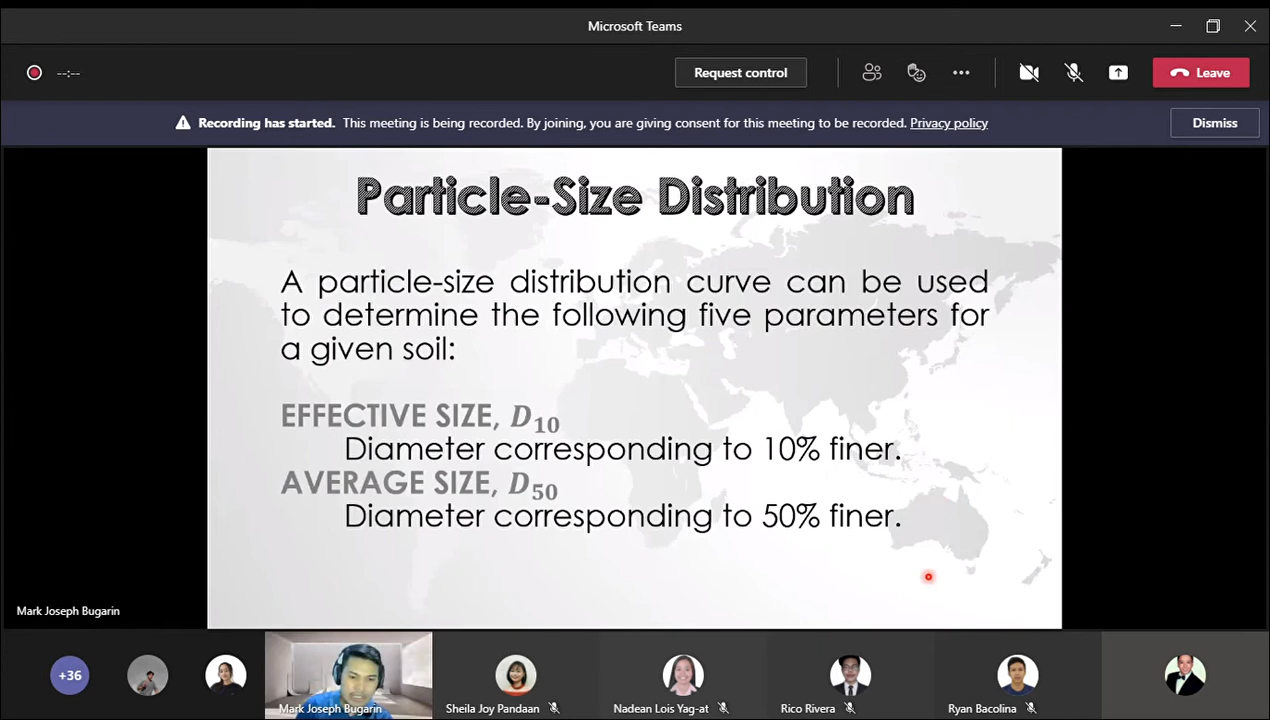 Microsoft Teams
--:--
Request control
Leave
Recording has started. This meeting is being recorded. By joining, you are giving consent for this meeting to be recorded. Privacy policy
Dismiss
Particle-Size Distribution
A particle-size distribution curve can be used
to determine the following five parameters for
a given soil:
EFFECTIVE SIZE, D10
Diameter corresponding to 10% finer.
AVERAGE SIZE, D50
Diameter corresponding to 50% finer.
Mark Joseph Bugarin
+36
Mark Joseph Bugarin
Sheila Joy Pandaan
Nadean Lois Yag-at
Rico Rivera
Ryan Bacolina